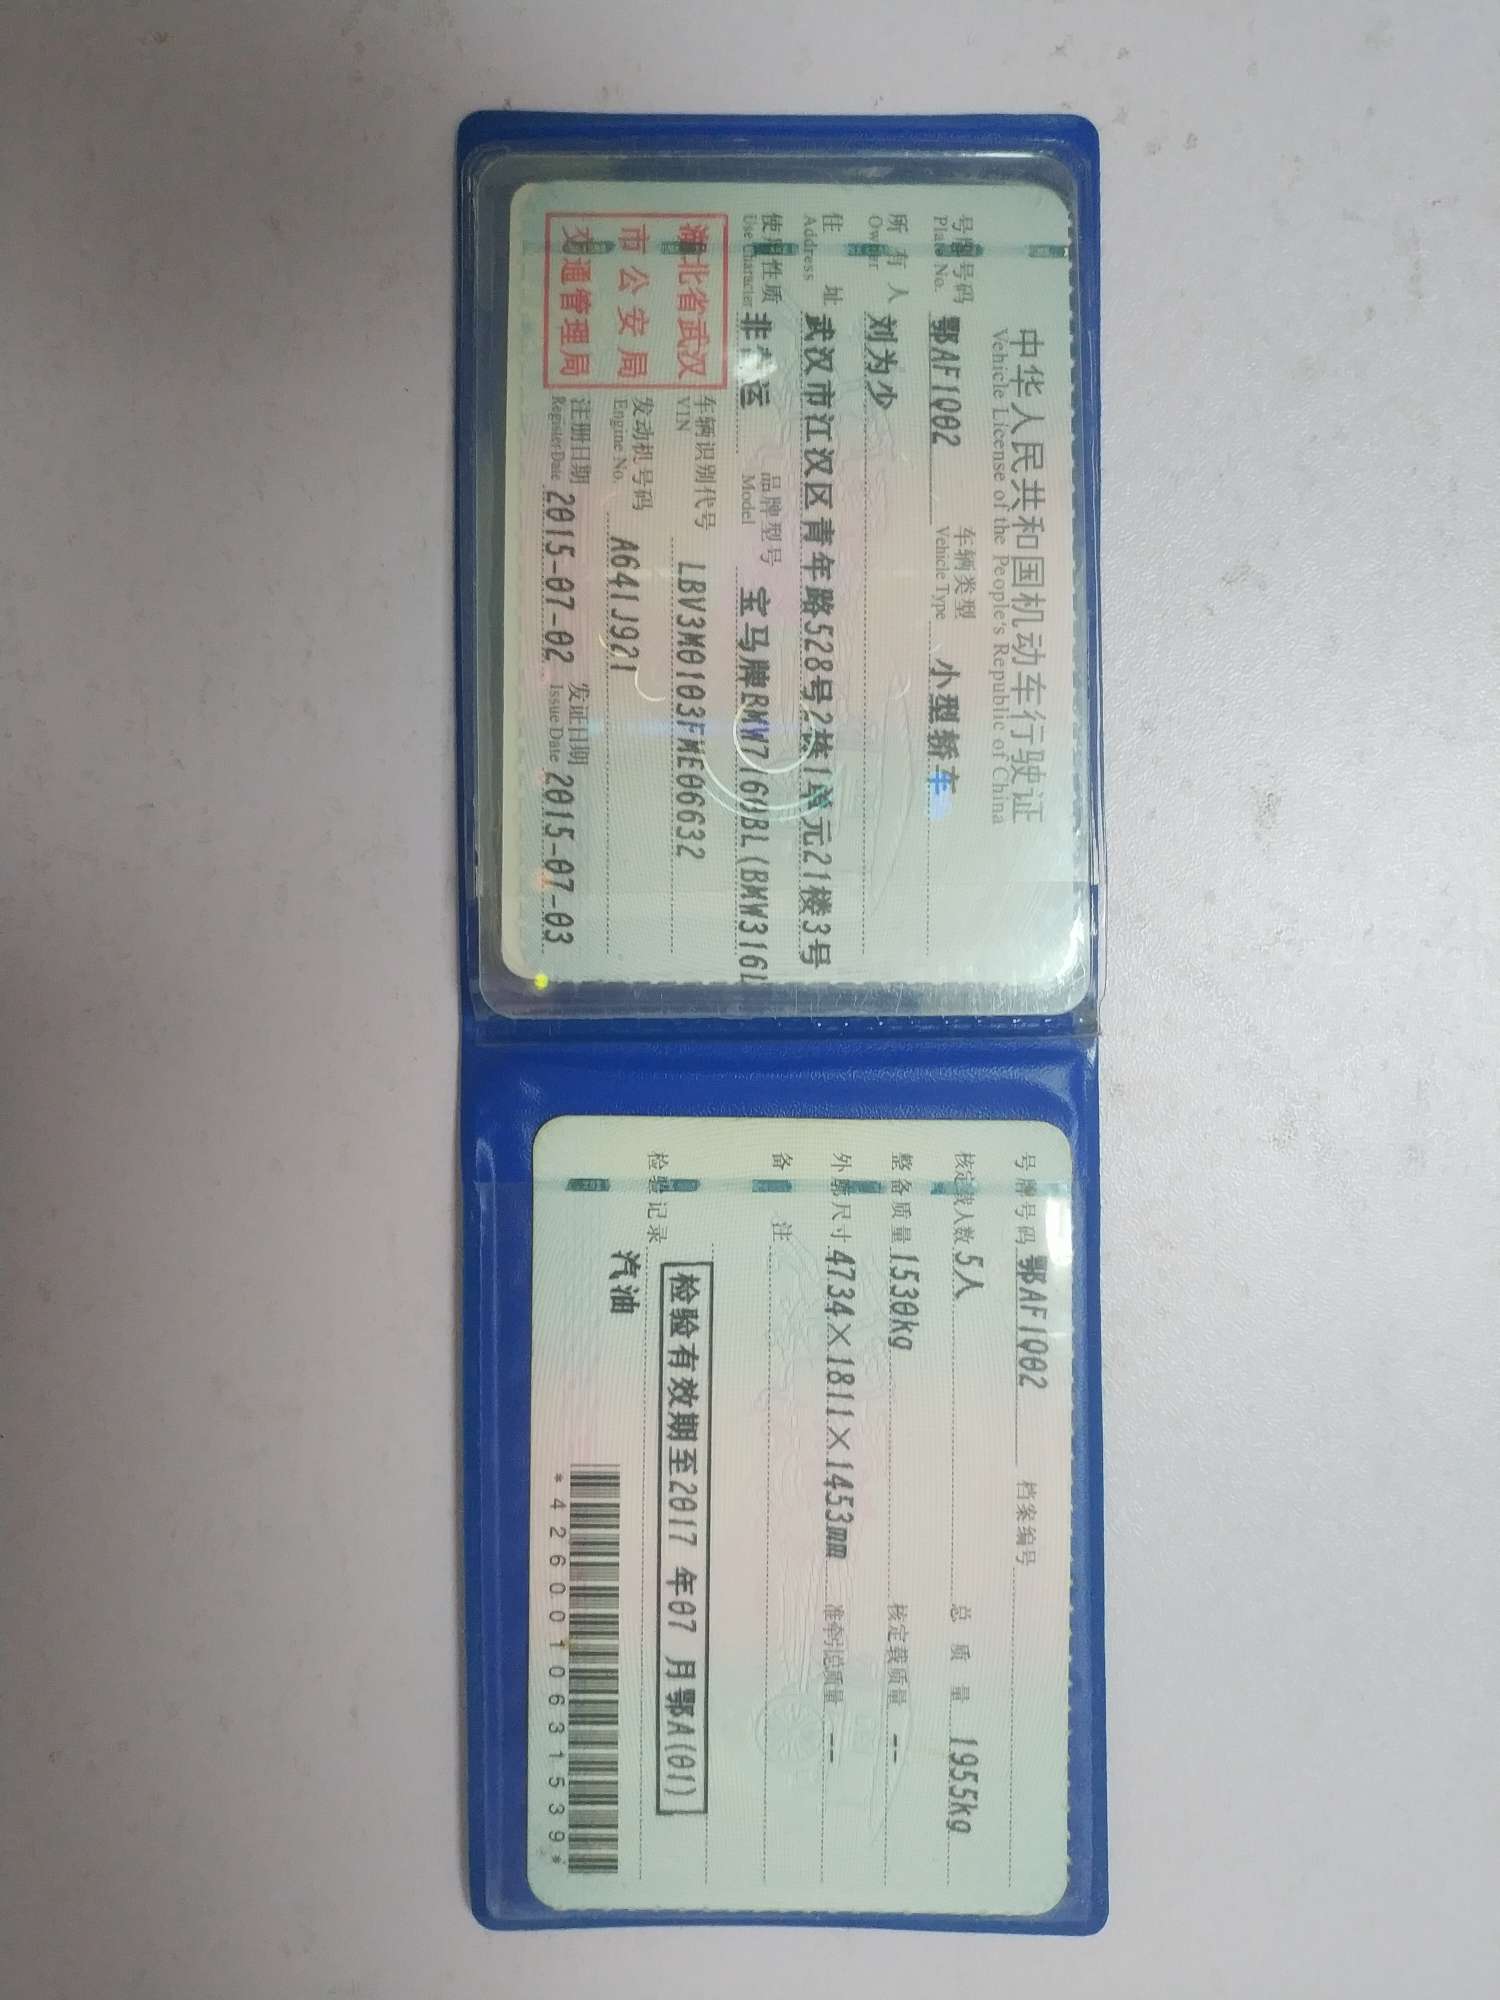 中华人民共和国机动车行驶证
Vehicle License of the People's Republic of China
号牌号码 鄂AF1Q02 车辆类型 小型轿车
Plate No. Vehicle Type
所有人 刘为少
Owner
住址 武汉市江汉区青年路528号2栋1单元21楼3号
Address
使用性质 非营运 品牌型号 宝马牌BMW7160BL(BMW316L
Use Character Model
湖北省武汉
市公安局
交通管理局
车辆识别代号 LBV3M0103FME06632
VIN
发动机号码 A641J921
Engine No.
注册日期 2015-07-02 发证日期 2015-07-03
Register Date Issue Date
号牌号码 鄂AF1Q02 档案编号
核定载人数 5人 总质量 1955kg
整备质量 1530kg 核定载质量 --
外廓尺寸 4734×1811×1453mm 准牵引总质量 --
备注
检验有效期至2017 年07 月鄂A(01)
检验记录
汽油
*4260010631539*